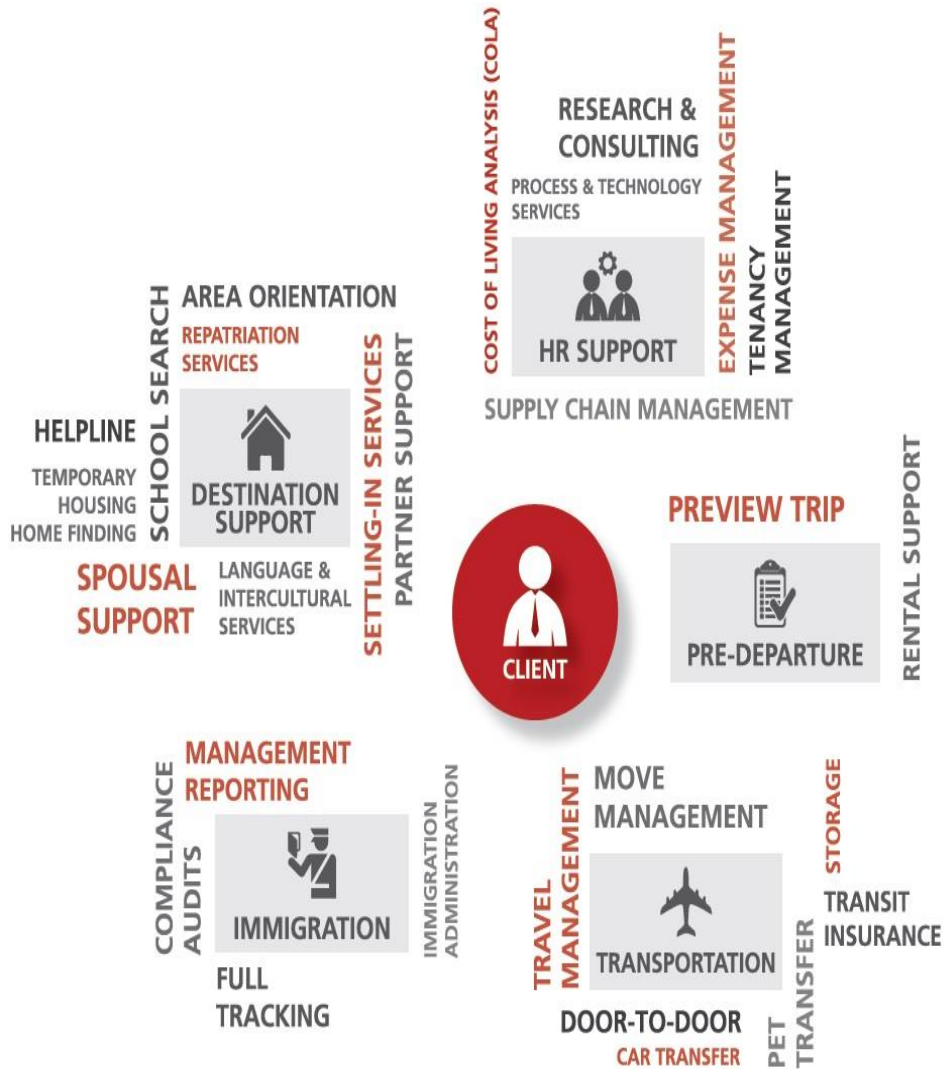 COST OF LIVING ANALYSIS (COLA)
RESEARCH &
CONSULTING
PROCESS & TECHNOLOGY
SERVICES
HR SUPPORT
EXPENSE MANAGEMENT
TENANCY
MANAGEMENT
SUPPLY CHAIN MANAGEMENT
AREA ORIENTATION
REPATRIATION
SERVICES
SCHOOL SEARCH
HELPLINE
TEMPORARY
HOUSING
HOME FINDING
DESTINATION
SUPPORT
SETTLING-IN SERVICES
PARTNER SUPPORT
SPOUSAL
SUPPORT
LANGUAGE &
INTERCULTURAL
SERVICES
CLIENT
PREVIEW TRIP
PRE-DEPARTURE
RENTAL SUPPORT
MANAGEMENT
REPORTING
COMPLIANCE
AUDITS
IMMIGRATION
IMMIGRATION
ADMINISTRATION
FULL
TRACKING
TRAVEL
MANAGEMENT
MOVE
MANAGEMENT
TRANSPORTATION
STORAGE
TRANSIT
INSURANCE
PET
TRANSFER
DOOR-TO-DOOR
CAR TRANSFER